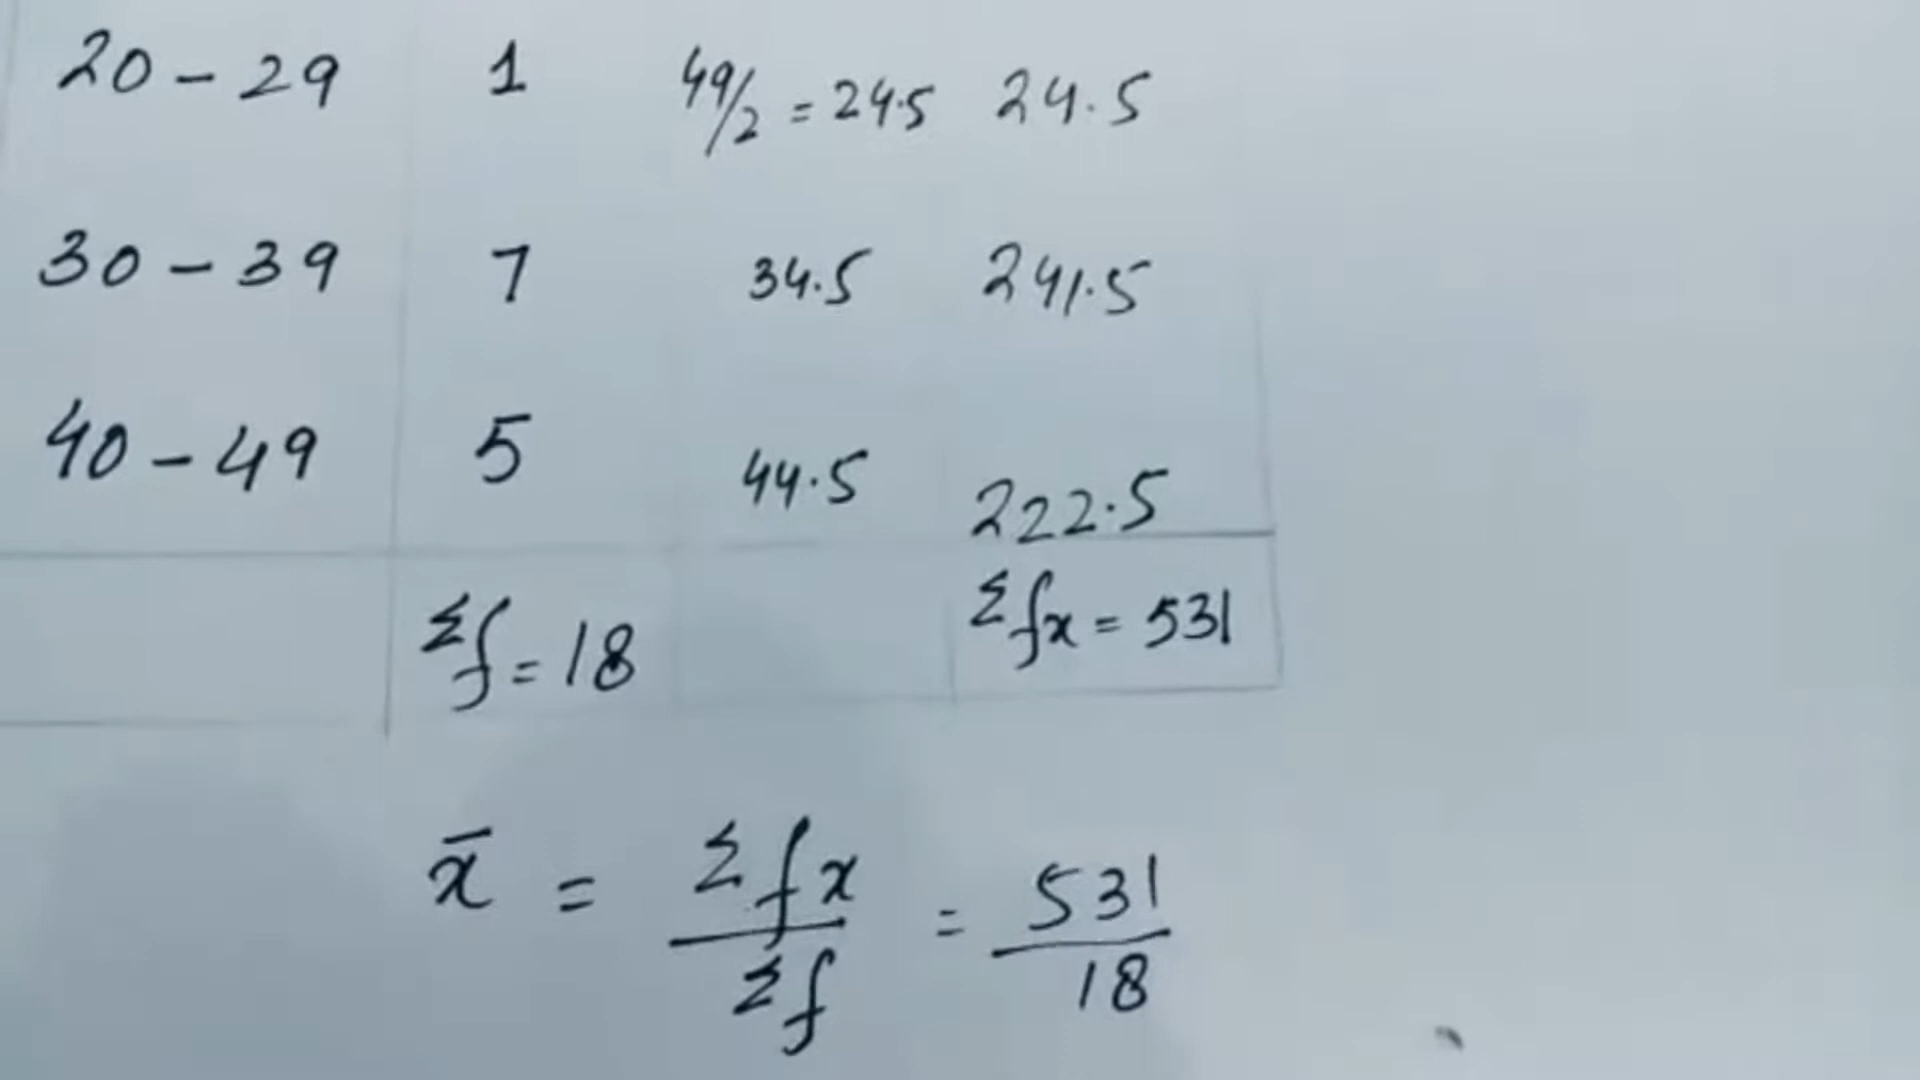 20 - 29 1 49/2 = 24.5 24.5
30 - 39 7 34.5 241.5
40 - 49 5 44.5 222.5
Σf = 18 Σfx = 531
x̄ = Σfx/Σf = 531/18